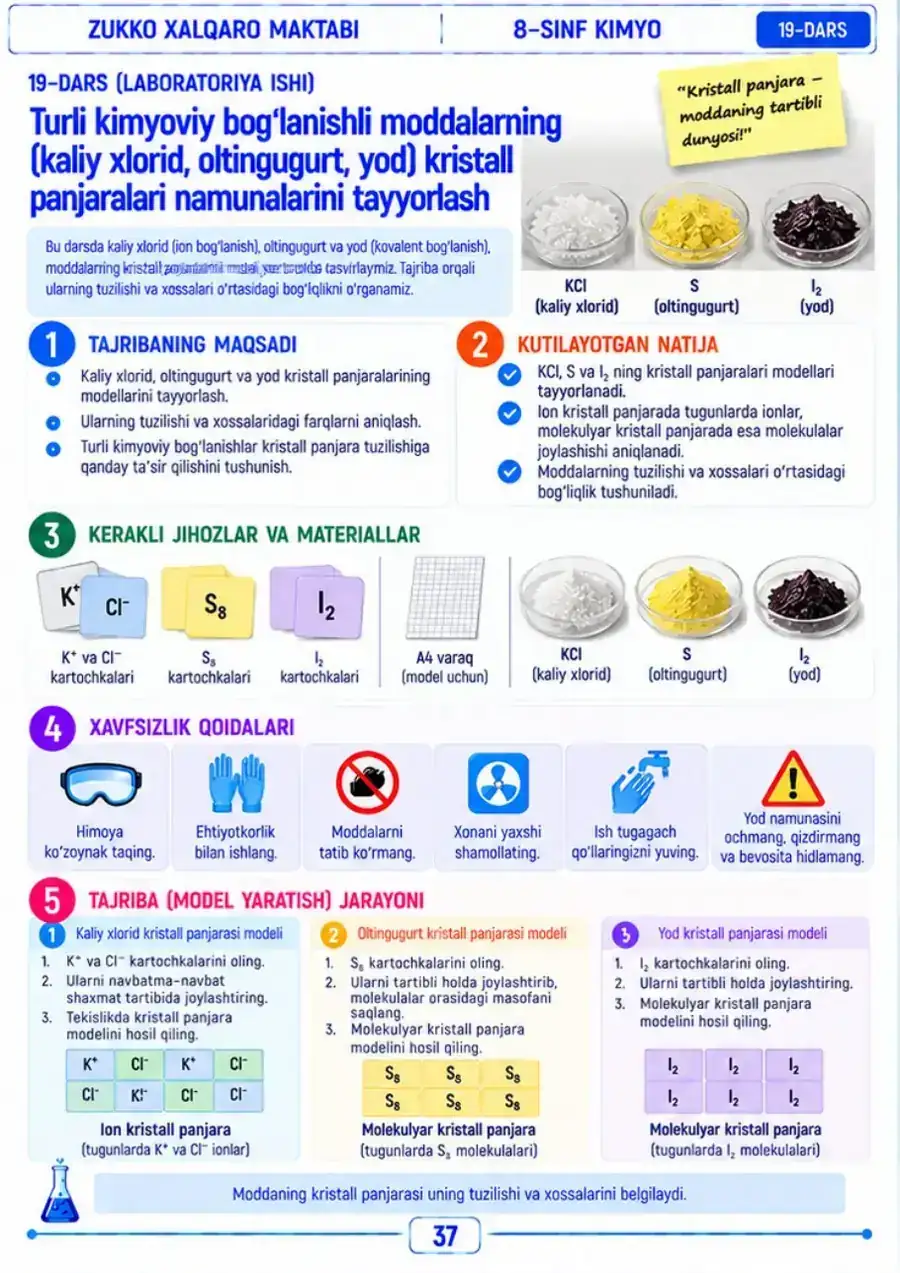 ZUKKO XALQARO MAKTABI
8-SINF KIMYO
19-DARS
19-DARS (LABORATORIYA ISHI)
Turli kimyoviy bog‘lanishli moddalarning
(kaliy xlorid, oltingugurt, yod) kristall
panjaralari namunalarini tayyorlash
“Kristall panjara –
moddaning tartibli
dunyosi!”
Bu darsda kaliy xlorid (ion bog‘lanish), oltingugurt va yod (kovalent bog‘lanish),
moddalarning kristall tasvirlaymiz. Tajriba orqali
ularning tuzilishi va xossalari o‘rtasidagi bog‘lqlikni o‘rganamiz.
KCl
(kaliy xlorid)
S
(oltingugurt)
I₂
(yod)
1 TAJRIBANING MAQSADI
Kaliy xlorid, oltingugurt va yod kristall panjaralarining
modellarini tayyorlash.
Ularning tuzilishi va xossalaridagi farqlarni aniqlash.
Turli kimyoviy bog‘lanishlar kristall panjara tuzilishiga
qanday ta’sir qilishini tushunish.
2 KUTILAYOTGAN NATIJA
KCl, S va I₂ ning kristall panjaralari modellari
tayyorlanadi.
Ion kristall panjarada tugunlarda ionlar,
molekulyar kristall panjarada esa molekulalar
joylashishi aniqlanadi.
Moddalarning tuzilishi va xossalari o‘rtasidagi
bog‘liqlik tushuniladi.
3 KERAKLI JIHOZLAR VA MATERIALLAR
K⁺ Cl⁻
S₈
I₂
K⁺ va Cl⁻
kartochkalari
S₈
kartochkalari
I₂
kartochkalari
A4 varaq
(model uchun)
KCl
(kaliy xlorid)
S
(oltingugurt)
I₂
(yod)
4 XAVFSIZLIK QOIDALARI
Himoya
ko‘zoynak taqing.
Ehtiyotkorlik
bilan ishlang.
Moddalarni
tatib ko‘rmang.
Xonani yaxshi
shamollating.
Ish tugagach
qo‘llaringizni yuving.
Yod namunasini
ochmang, qizdirmang
va bevosita hidlamang.
5 TAJRIBA (MODEL YARATISH) JARAYONI
1 Kaliy xlorid kristall panjarasi modeli
1. K⁺ va Cl⁻ kartochkalarini oling.
2. Ularni navbatma-navbat
shaxmat tartibida joylashtiring.
3. Tekislikda kristall panjara
modelini hosil qiling.
K⁺ Cl⁻ K⁺ Cl⁻
Cl⁻ Cl⁻ Cl⁻
Ion kristall panjara
(tugunlarda K⁺ va Cl⁻ ionlar)
2 Oltingugurt kristall panjarasi modeli
1. S₈ kartochkalarini oling.
2. Ularni tartibli holda joylashtirib,
molekulalar orasidagi masofani
saqlang.
3. Molekulyar kristall panjara
modelini hosil qiling.
S₈ S₈ S₈
S₈ S₈ S₈
Molekulyar kristall panjara
(tugunlarda S₈ molekulalari)
3 Yod kristall panjarasi modeli
1. I₂ kartochkalarini oling.
2. Ularni tartibli holda joylashtiring.
3. Molekulyar kristall panjara
modelini hosil qiling.
I₂ I₂ I₂
I₂ I₂ I₂
Molekulyar kristall panjara
(tugunlarda I₂ molekulalari)
Moddaning kristall panjarasi uning tuzilishi va xossalarini belgilaydi.
37